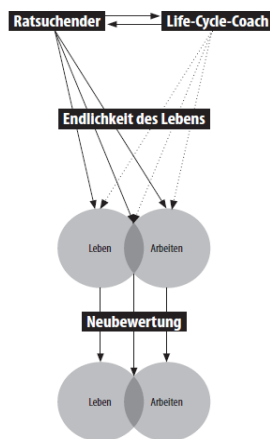 Ratsuchender Life-Cycle-Coach
Endlichkeit des Lebens
Leben Arbeiten
Neubewertung
Leben Arbeiten